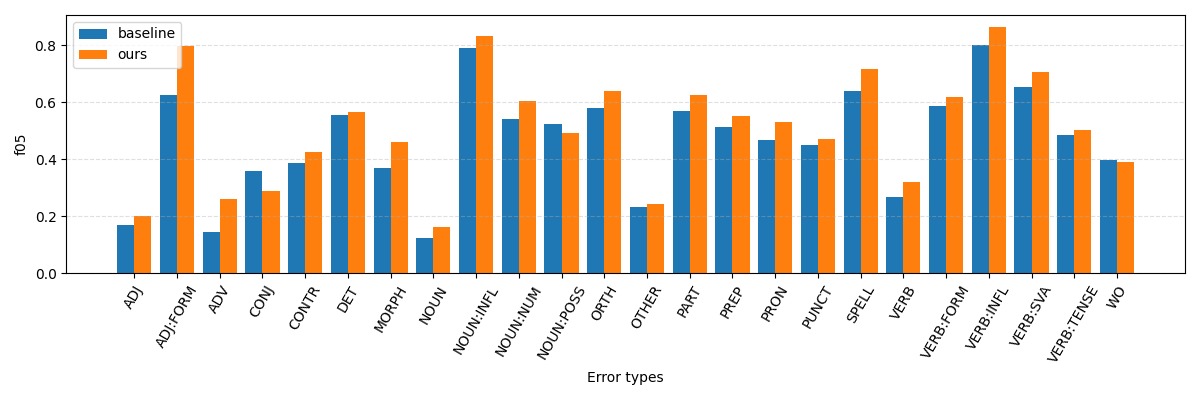 baseline
ours
0.8
0.6
0.4
0.2
0.0
f05
ADJ
ADJ:FORM
ADV
CONJ
CONTR
DET
MORPH
NOUN
NOUN:INFL
NOUN:NUM
NOUN:POSS
ORTH
OTHER
PART
PREP
PRON
PUNCT
SPELL
VERB
VERB:FORM
VERB:INFL
VERB:SVA
VERB:TENSE
WO
Error types